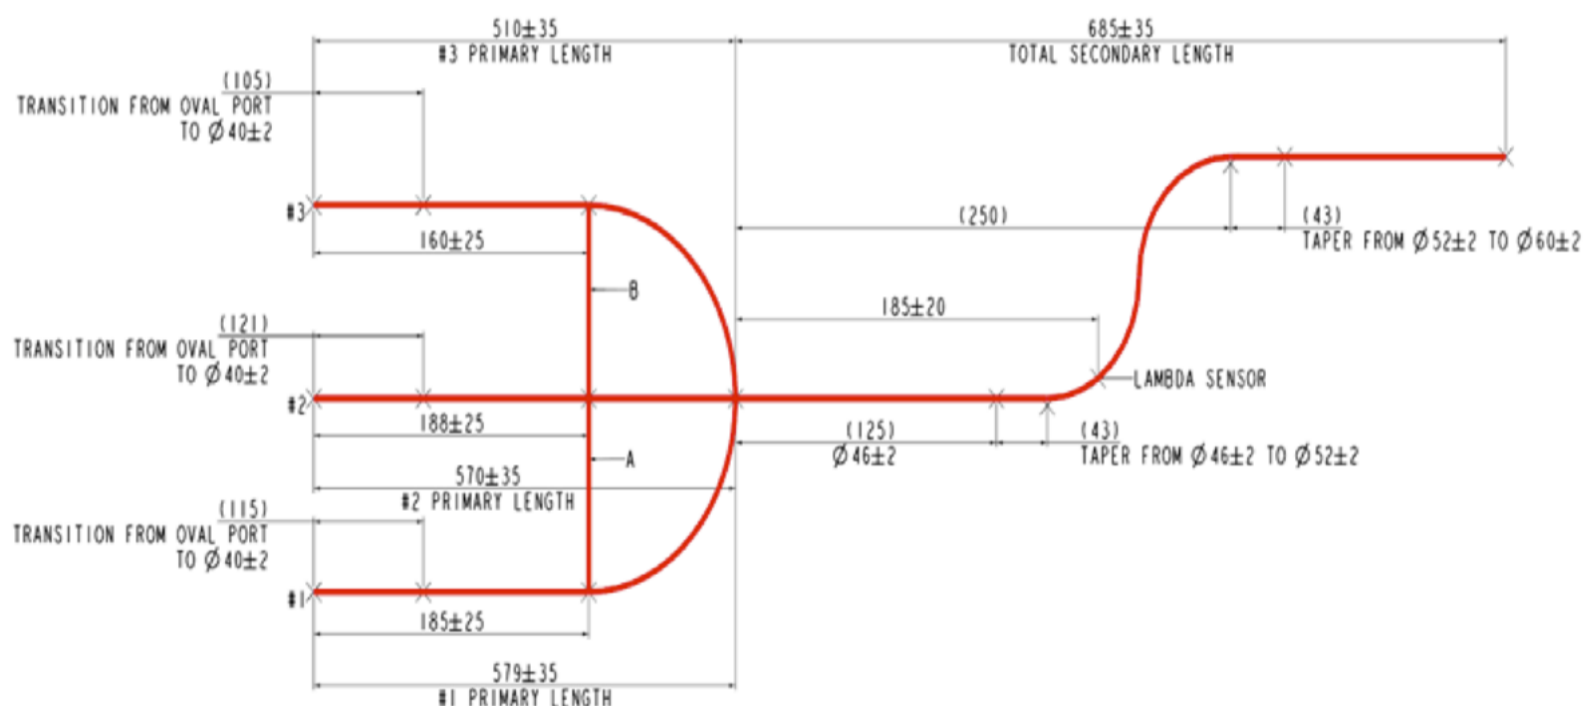 510±35
#3 PRIMARY LENGTH
685±35
TOTAL SECONDARY LENGTH
(105)
TRANSITION FROM OVAL PORT
TO Ø40±2
#3
160±25
B
(250)
(43)
TAPER FROM Ø52±2 TO Ø60±2
185±20
(121)
TRANSITION FROM OVAL PORT
TO Ø40±2
LAMBDA SENSOR
#2
188±25
(125)
Ø46±2
(43)
TAPER FROM Ø46±2 TO Ø52±2
A
570±35
#2 PRIMARY LENGTH
(115)
TRANSITION FROM OVAL PORT
TO Ø40±2
#1
185±25
579±35
#1 PRIMARY LENGTH